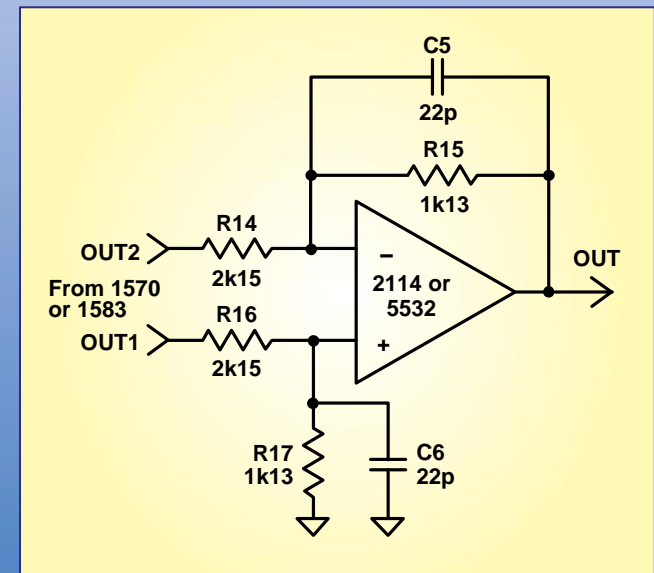 C5
22p
R15
1k13
R14
2k15
OUT2
From 1570
or 1583
OUT1
R16
2k15
–
2114 or
5532
+
OUT
R17
1k13
C6
22p